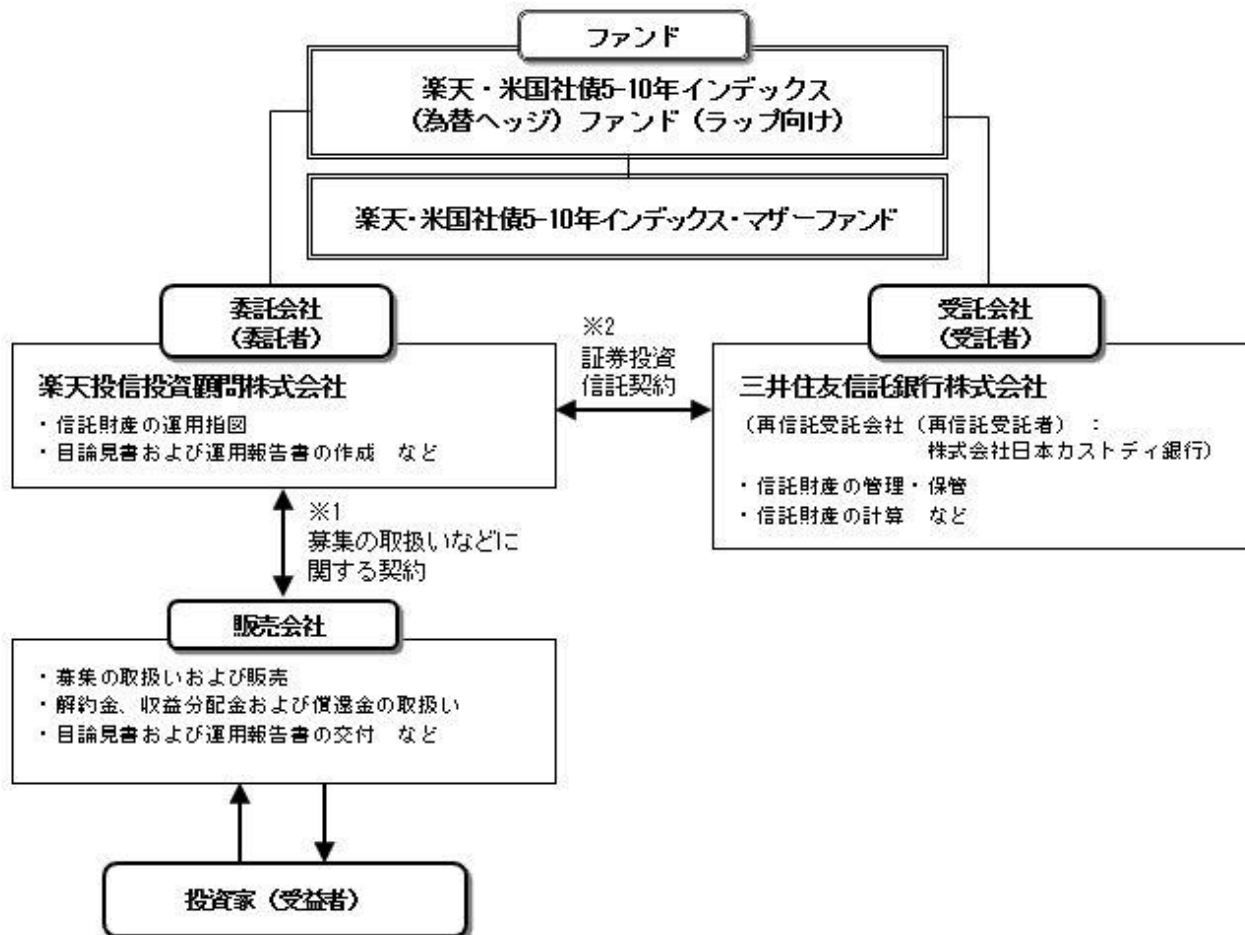 ファンド
楽天・米国社債5-10年インデックス
(為替ヘッジ)ファンド(ラップ向け)
楽天・米国社債5-10年インデックス・マザーファンド
委託会社
(委託者)
楽天投信投資顧問株式会社
・信託財産の運用指図
・目論見書および運用報告書の作成 など
※2
証券投資
信託契約
受託会社
(受託者)
三井住友信託銀行株式会社
(再信託受託会社(再信託受託者) :
株式会社日本カストディ銀行)
・信託財産の管理・保管
・信託財産の計算 など
※1
募集の取扱いなどに
関する契約
販売会社
・募集の取扱いおよび販売
・解約金、収益分配金および償還金の取扱い
・目論見書および運用報告書の交付 など
投資家(受益者)